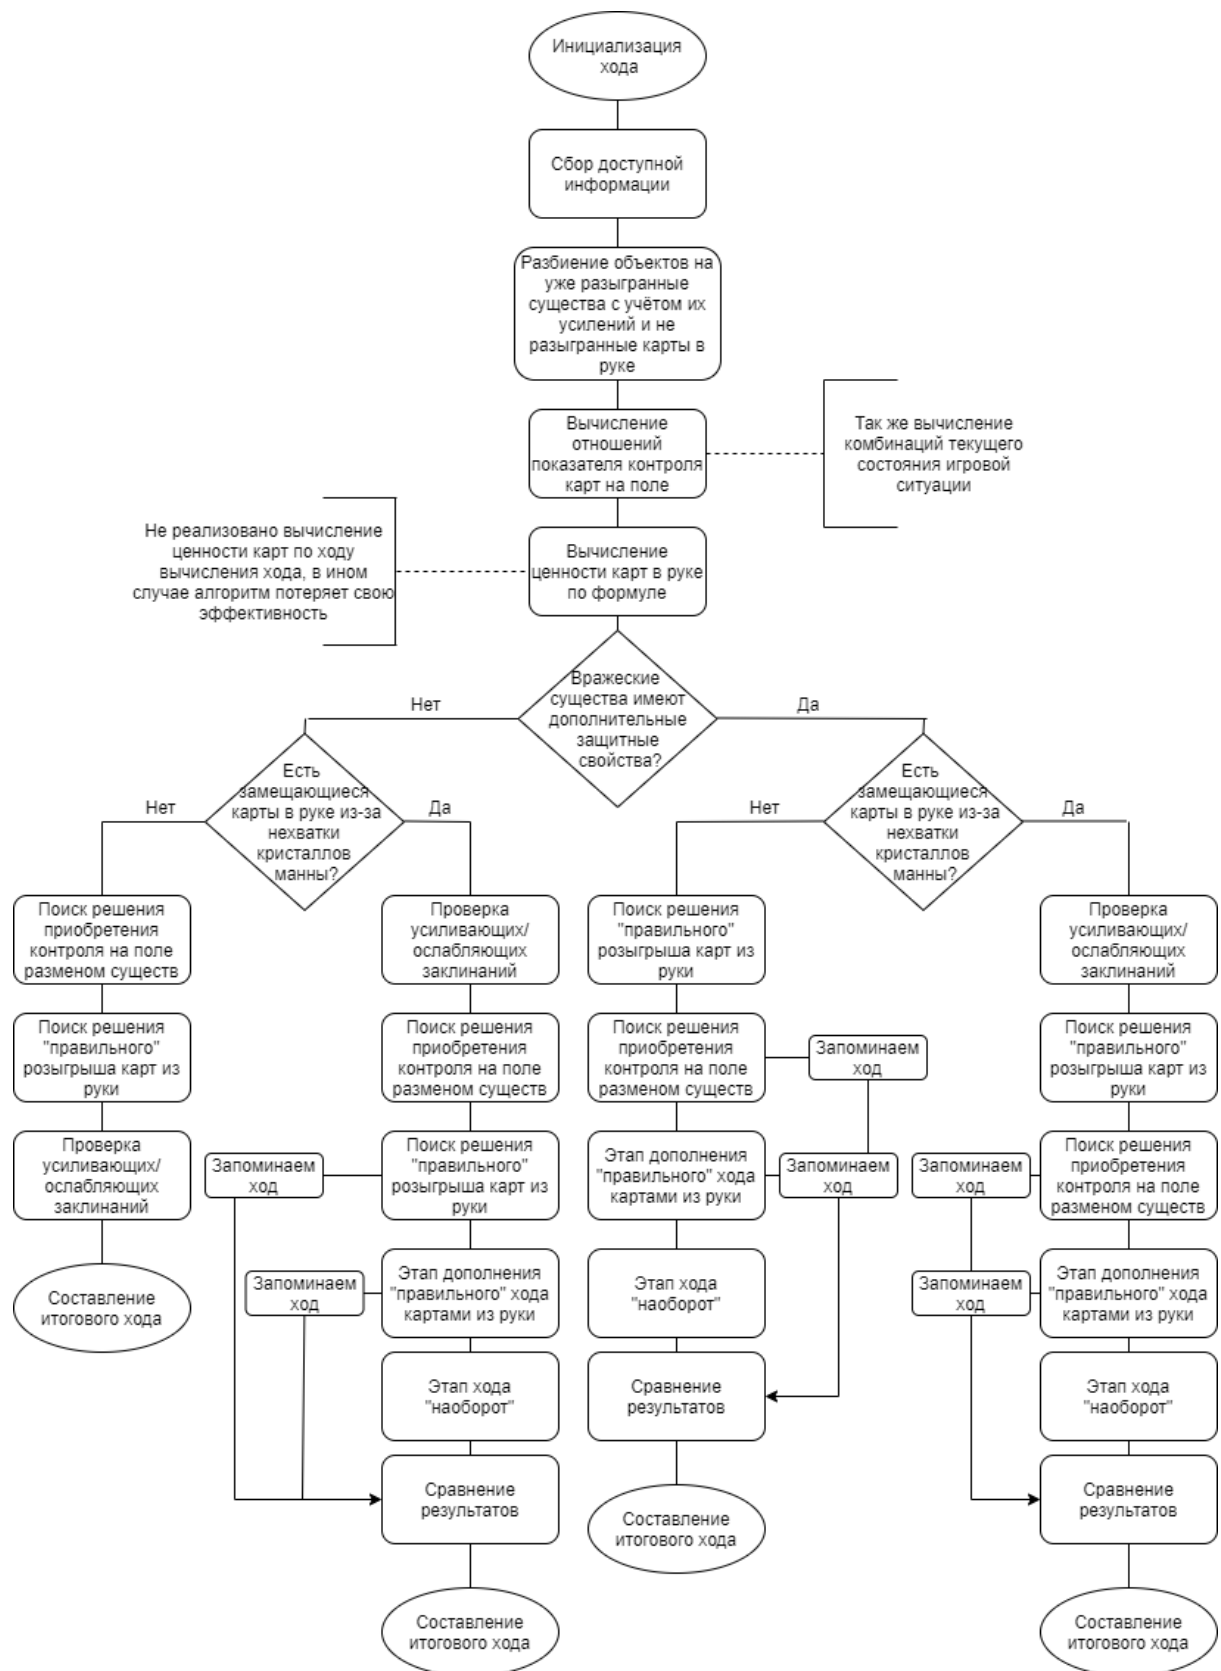 Инициализация
хода
Сбор доступной
информации
Разбиение объектов на
уже разыгранные
существа с учётом их
усилений и не
разыгранные карты в
руке
Вычисление
отношений
показателя контроля
карт на поле
Так же вычисление
комбинаций текущего
состояния игровой
ситуации
Не реализовано вычисление
ценности карт по ходу
вычисления хода, в ином
случае алгоритм потеряет свою
эффективность
Вычисление
ценности карт в руке
по формуле
Вражеские
существа имеют
дополнительные
защитные
свойства?
Нет
Да
Есть
замещающиеся
карты в руке из-за
нехватки
кристаллов
манны?
Нет
Да
Есть
замещающиеся
карты в руке из-за
нехватки
кристаллов
манны?
Нет
Да
Поиск решения
приобретения
контроля на поле
разменом существ
Поиск решения
"правильного"
розыгрыша карт из
руки
Проверка
усиливающих/
ослабляющих
заклинаний
Составление
итогового хода
Проверка
усиливающих/
ослабляющих
заклинаний
Поиск решения
приобретения
контроля на поле
разменом существ
Поиск решения
"правильного"
розыгрыша карт из
руки
Запоминаем
ход
Этап дополнения
"правильного" хода
картами из руки
Запоминаем
ход
Этап хода
"наоборот"
Сравнение
результатов
Составление
итогового хода
Поиск решения
"правильного"
розыгрыша карт из
руки
Поиск решения
приобретения
контроля на поле
разменом существ
Запоминаем
ход
Этап дополнения
"правильного" хода
картами из руки
Запоминаем
ход
Этап хода
"наоборот"
Сравнение
результатов
Составление
итогового хода
Проверка
усиливающих/
ослабляющих
заклинаний
Поиск решения
"правильного"
розыгрыша карт из
руки
Поиск решения
приобретения
контроля на поле
разменом существ
Запоминаем
ход
Этап дополнения
"правильного" хода
картами из руки
Запоминаем
ход
Этап хода
"наоборот"
Сравнение
результатов
Составление
итогового хода